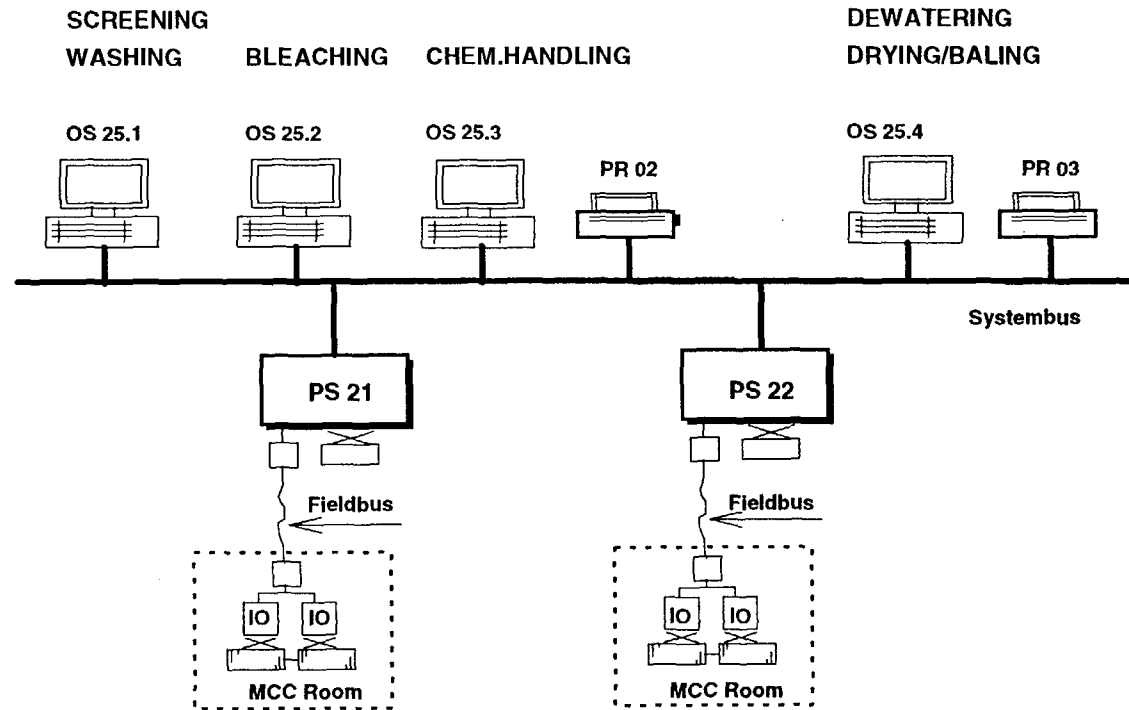 SCREENING
WASHING
BLEACHING
CHEM.HANDLING
DEWATERING
DRYING/BALING
OS 25.1
OS 25.2
OS 25.3
PR 02
OS 25.4
PR 03
Systembus
PS 21
PS 22
Fieldbus
Fieldbus
IO
IO
IO
IO
MCC Room
MCC Room